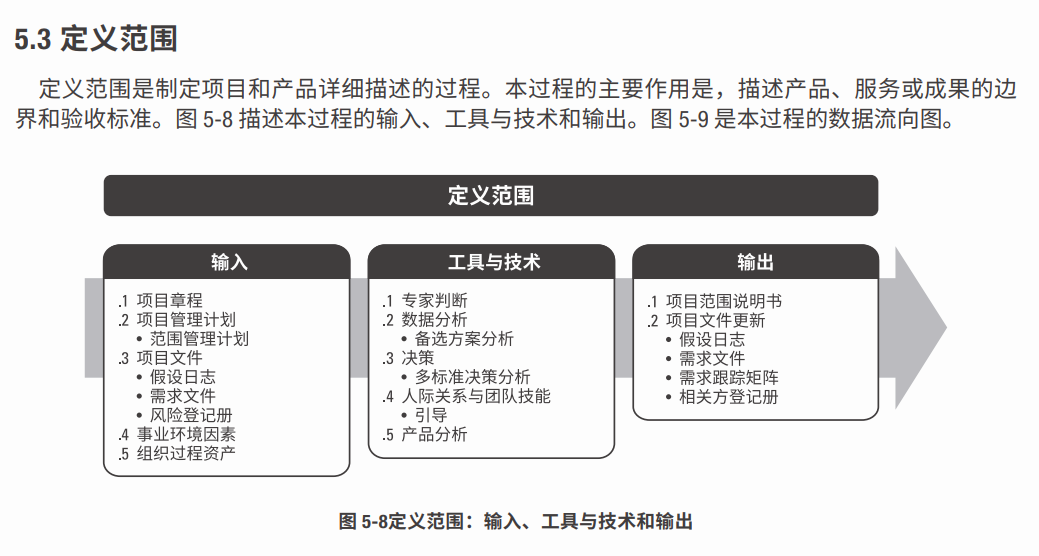 5.3 定义范围
定义范围是制定项目和产品详细描述的过程。本过程的主要作用是，描述产品、服务或成果的边
界和验收标准。图 5-8 描述本过程的输入、工具与技术和输出。图 5-9 是本过程的数据流向图。
定义范围
输入
.1 项目章程
.2 项目管理计划
• 范围管理计划
.3 项目文件
• 假设日志
• 需求文件
• 风险登记册
.4 事业环境因素
.5 组织过程资产
工具与技术
.1 专家判断
.2 数据分析
• 备选方案分析
.3 决策
• 多标准决策分析
.4 人际关系与团队技能
• 引导
.5 产品分析
输出
.1 项目范围说明书
.2 项目文件更新
• 假设日志
• 需求文件
• 需求跟踪矩阵
• 相关方登记册
图 5-8定义范围：输入、工具与技术和输出